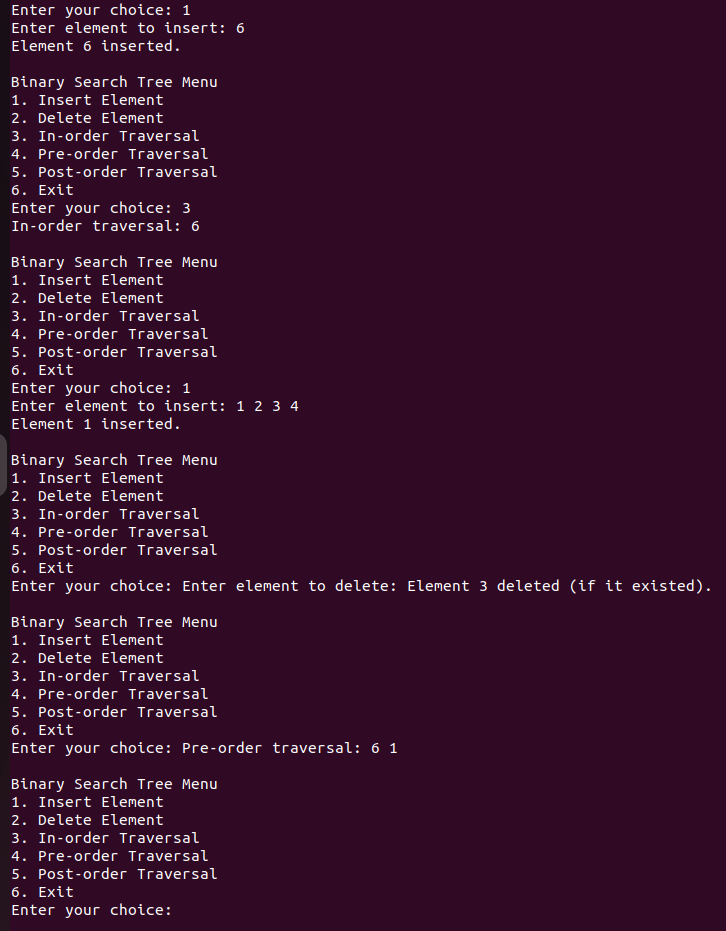 Enter your choice: 1
Enter element to insert: 6
Element 6 inserted.
Binary Search Tree Menu
1. Insert Element
2. Delete Element
3. In-order Traversal
4. Pre-order Traversal
5. Post-order Traversal
6. Exit
Enter your choice: 3
In-order traversal: 6
Binary Search Tree Menu
1. Insert Element
2. Delete Element
3. In-order Traversal
4. Pre-order Traversal
5. Post-order Traversal
6. Exit
Enter your choice: 1
Enter element to insert: 1 2 3 4
Element 1 inserted.
Binary Search Tree Menu
1. Insert Element
2. Delete Element
3. In-order Traversal
4. Pre-order Traversal
5. Post-order Traversal
6. Exit
Enter your choice: Enter element to delete: Element 3 deleted (if it existed).
Binary Search Tree Menu
1. Insert Element
2. Delete Element
3. In-order Traversal
4. Pre-order Traversal
5. Post-order Traversal
6. Exit
Enter your choice: Pre-order traversal: 6 1
Binary Search Tree Menu
1. Insert Element
2. Delete Element
3. In-order Traversal
4. Pre-order Traversal
5. Post-order Traversal
6. Exit
Enter your choice: